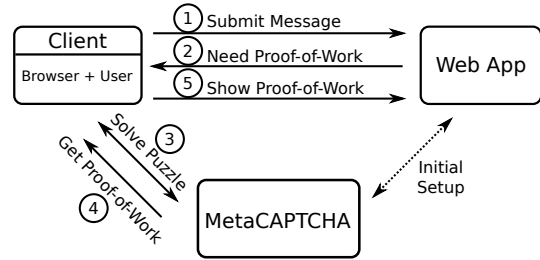 1 Submit Message
Client
Browser + User
2 Need Proof-of-Work
Web App
5 Show Proof-of-Work
3
Solve Puzzle
Get Proof-of-Work
4
Initial
Setup
MetaCAPTCHA